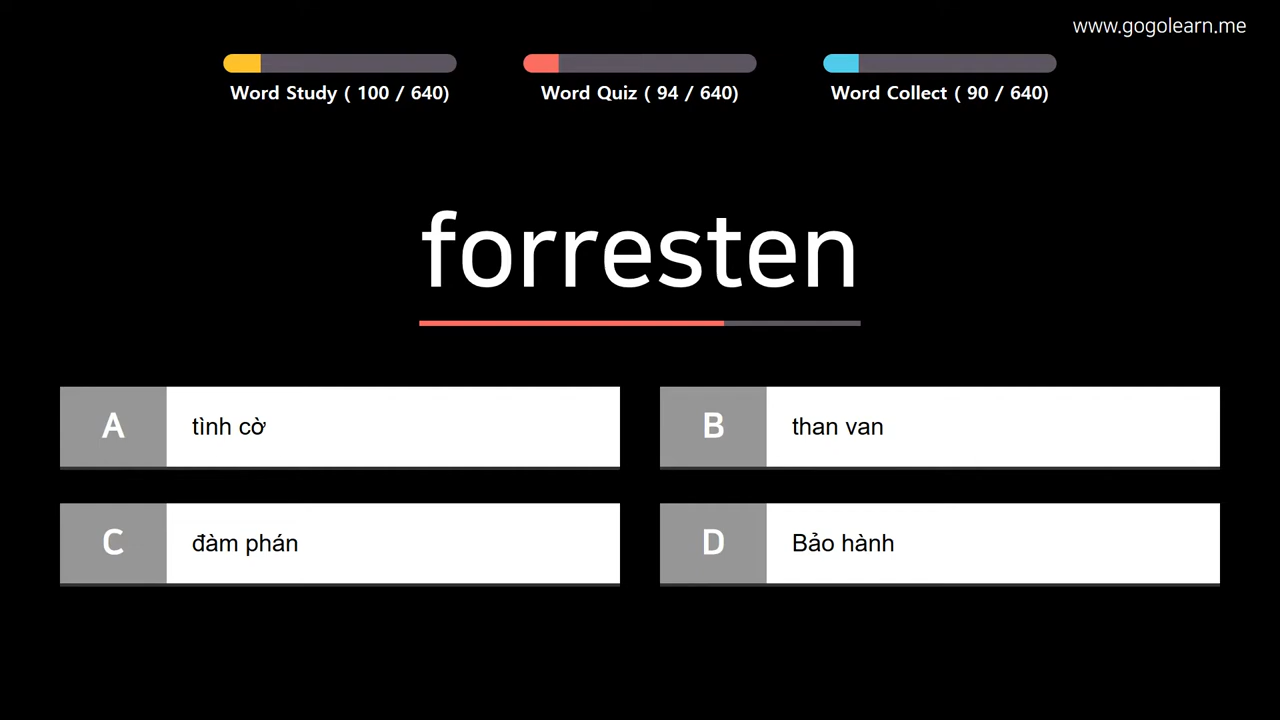 www.gogolearn.me
Word Study ( 100 / 640)
Word Quiz ( 94 / 640)
Word Collect ( 90 / 640)
forresten
A tình cờ
B than van
C đàm phán
D Bảo hành